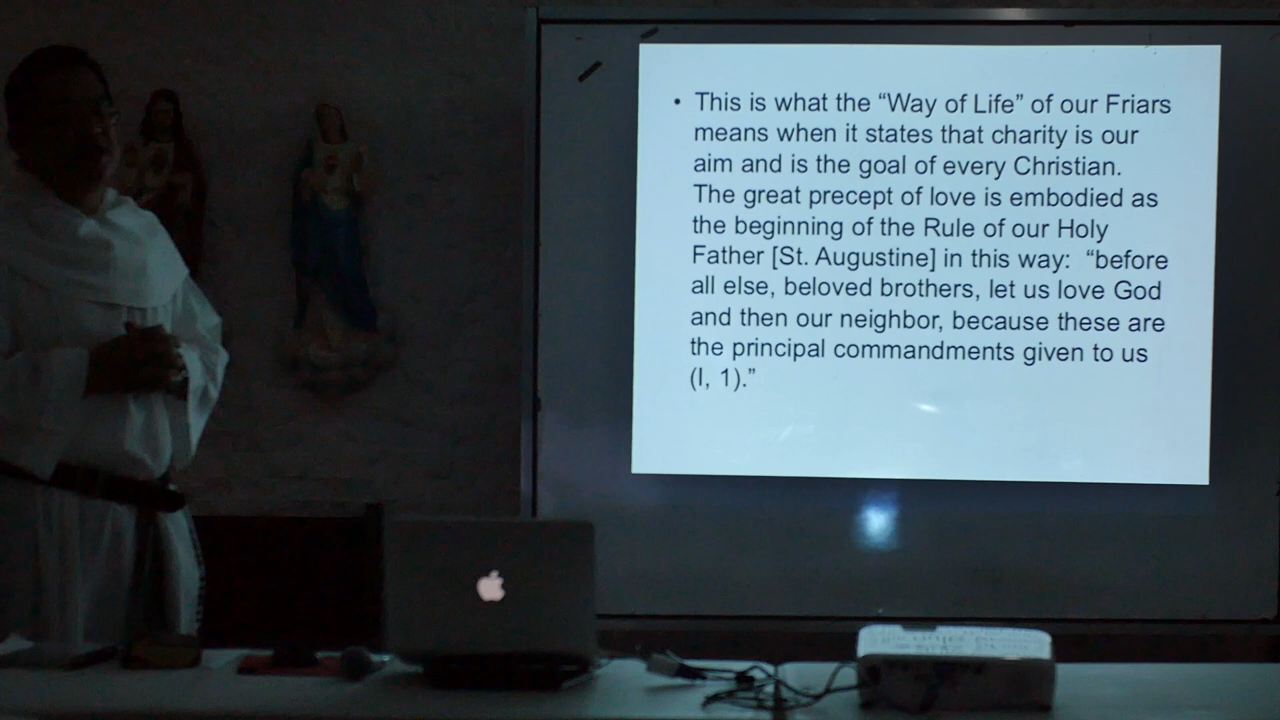 • This is what the “Way of Life” of our Friars
means when it states that charity is our
aim and is the goal of every Christian.
The great precept of love is embodied as
the beginning of the Rule of our Holy
Father [St. Augustine] in this way:  “before
all else, beloved brothers, let us love God
and then our neighbor, because these are
the principal commandments given to us
(I, 1).”